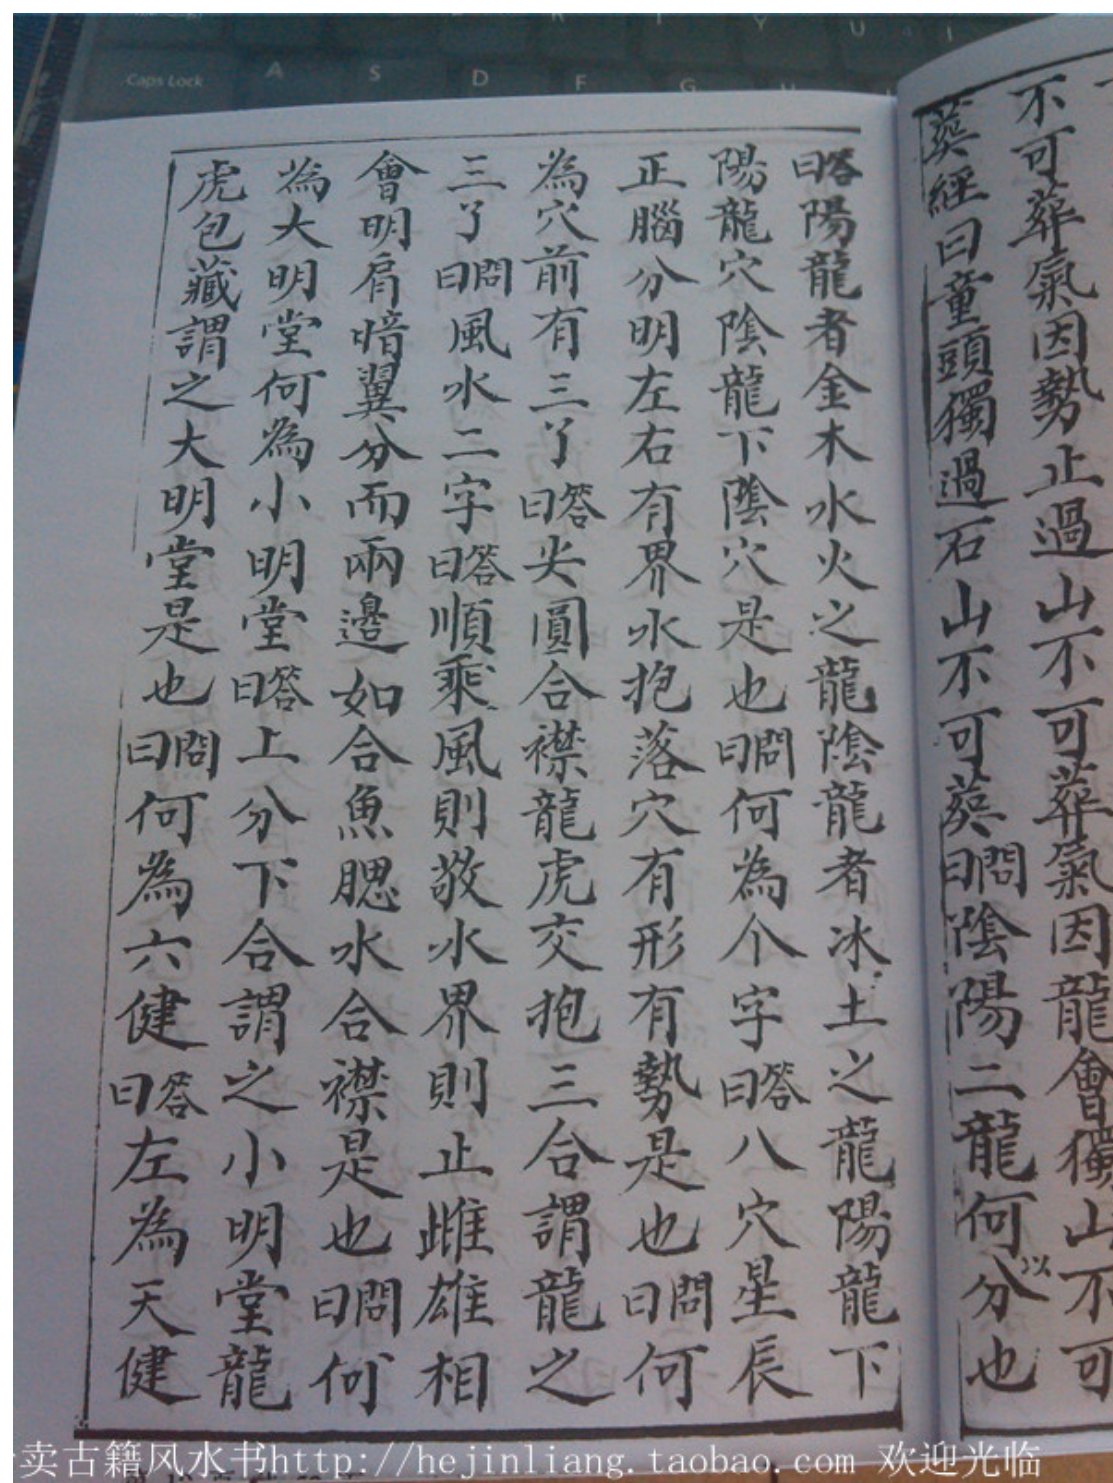 不可葬氣因勢止過山不可葬氣因龍會獨山不可
葬經曰童頭獨過石山不可葬問曰陰陽二龍何以分也
答曰陽龍者金木水火之龍陰龍者冰土之龍陽龍下
陽龍穴陰龍下陰穴是也問曰何為个字答曰八穴星辰
正腦分明左右有界水抱落穴有形有勢是也問曰何
為穴前有三了答曰尖圓合襟龍虎交抱三合謂龍之
三了問曰風水二字答曰順乘風則敬水界則止雌雄相
會明肩暗翼分而兩邊如合魚腮水合襟是也問曰何
為大明堂何為小明堂答曰上分下合謂之小明堂龍
虎包藏謂之大明堂是也問曰何為六健答曰左為天健
Caps Lock A S D F G
卖古籍风水书http://hejinliang.taobao.com 欢迎光临